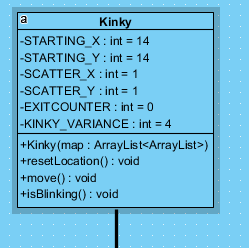 a
Kinky
-STARTING_X : int = 14
-STARTING_Y : int = 14
-SCATTER_X : int = 1
-SCATTER_Y : int = 1
-EXITCOUNTER : int = 0
-KINKY_VARIANCE : int = 4
+Kinky(map : ArrayList<ArrayList>)
+resetLocation() : void
+move() : void
+isBlinking() : void